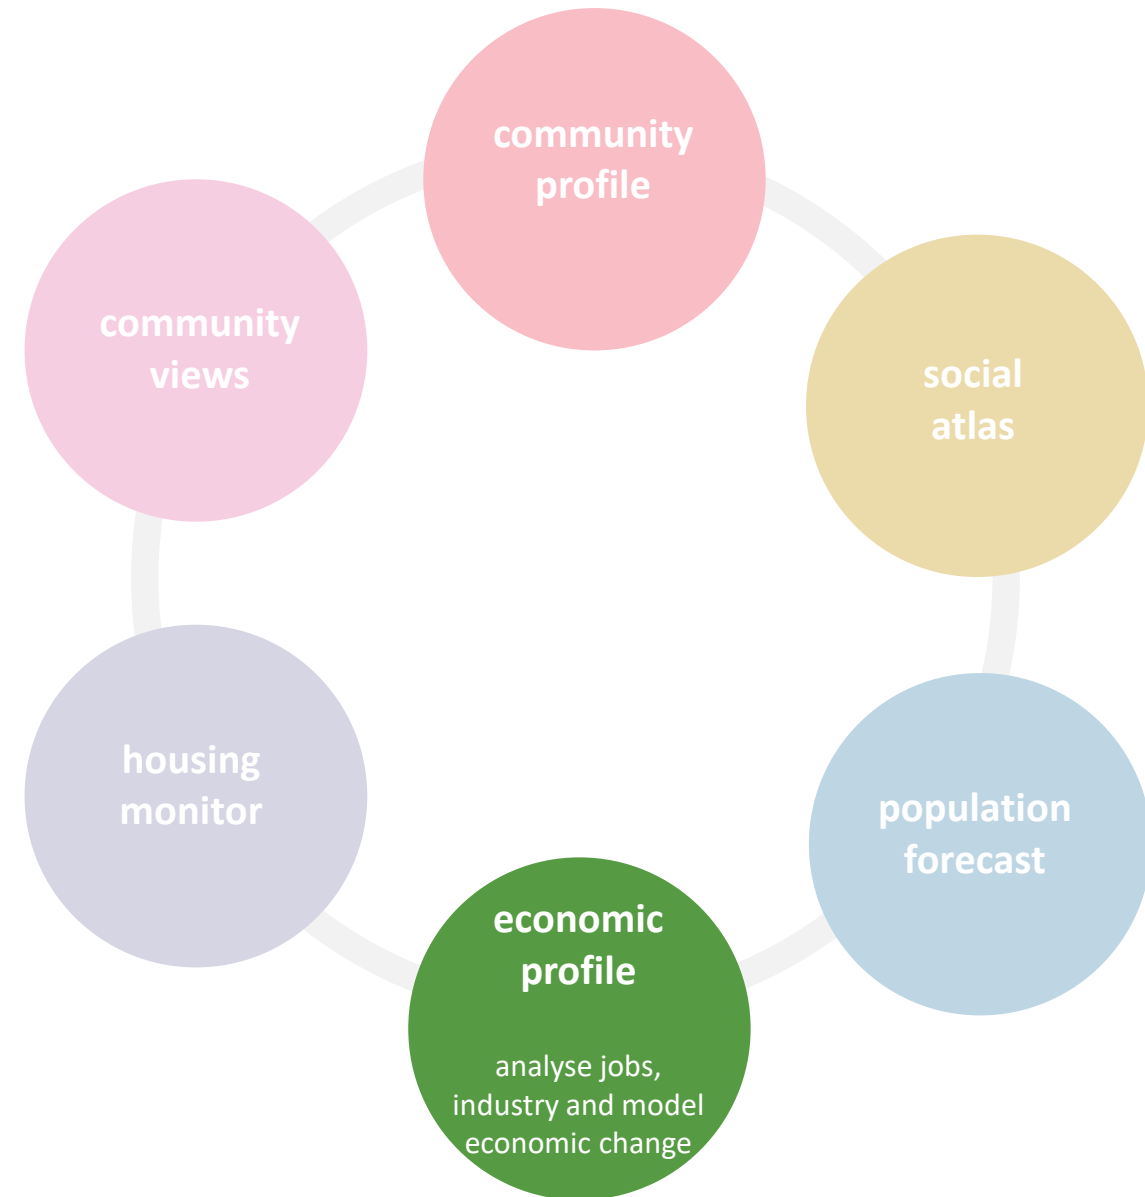 community
profile
community
views
social
atlas
housing
monitor
population
forecast
economic
profile
analyse jobs,
industry and model
economic change